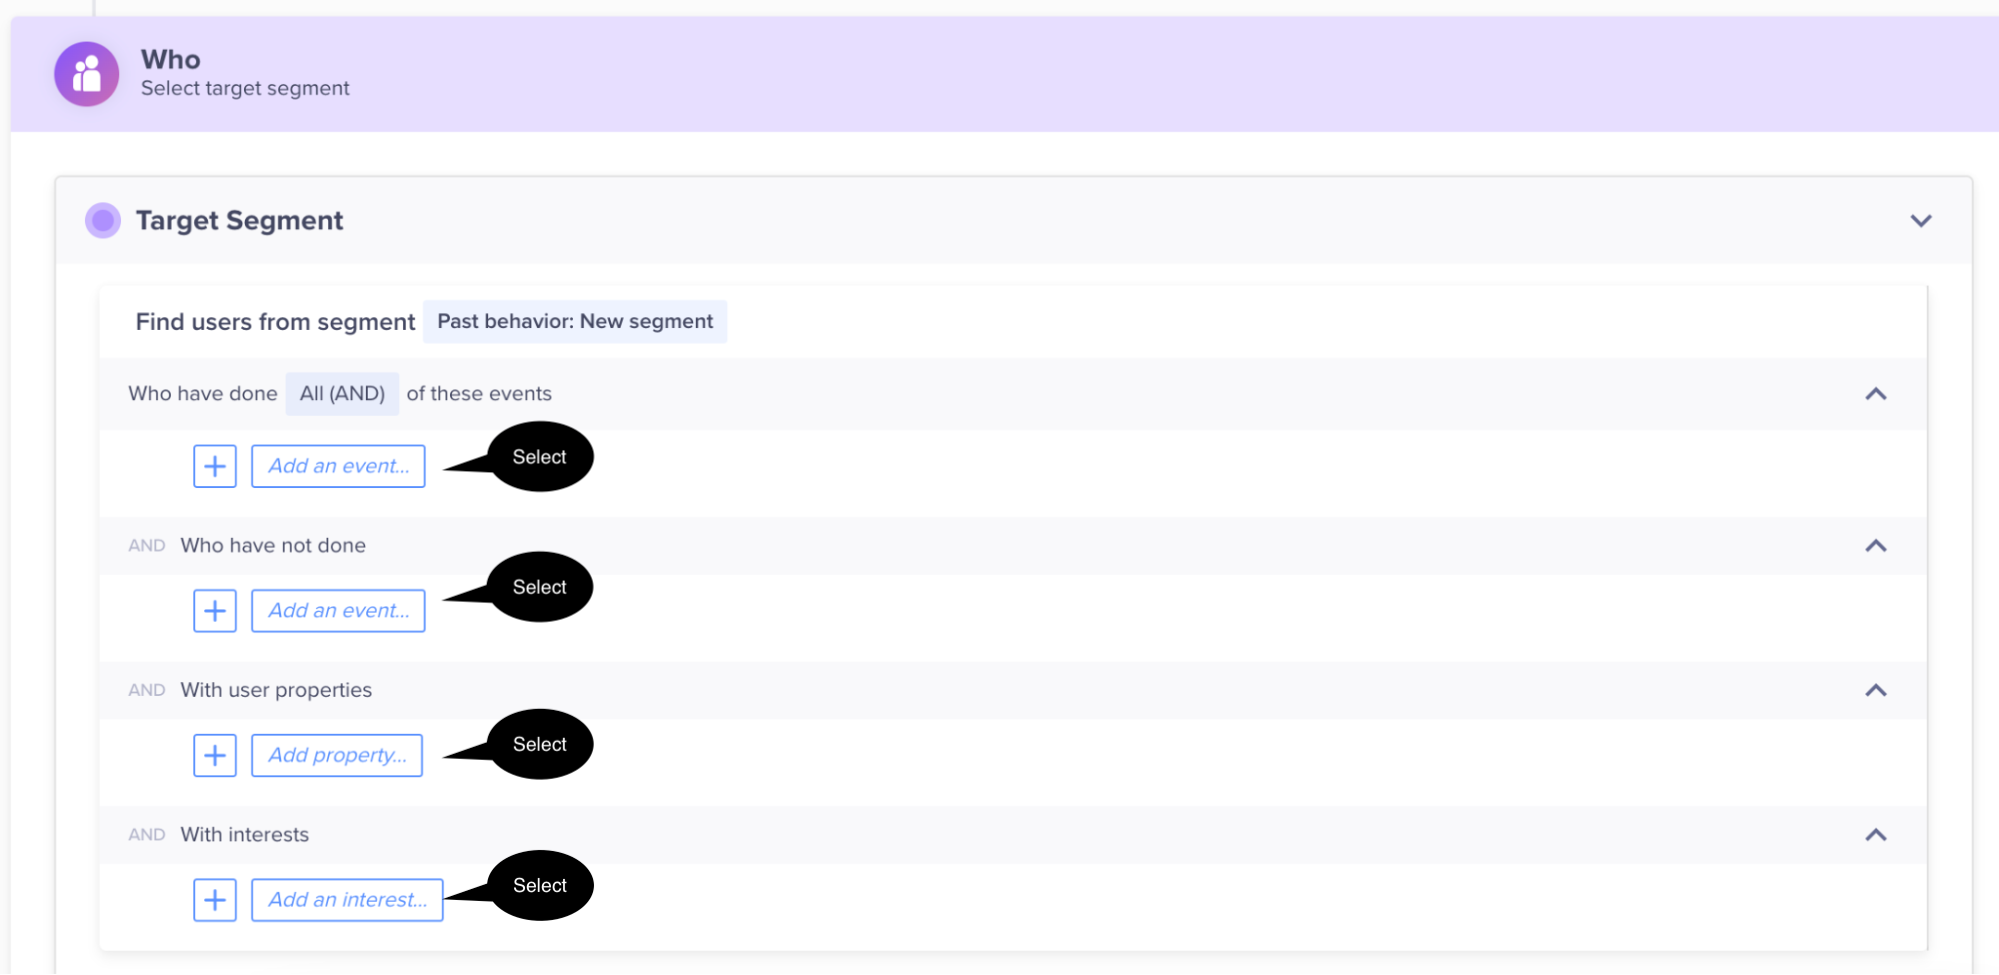 Who
Select target segment
Target Segment
Find users from segment Past behavior: New segment
Who have done All (AND) of these events
Add an event... Select
AND Who have not done
Add an event... Select
AND With user properties
Add property... Select
AND With interests
Add an interest... Select